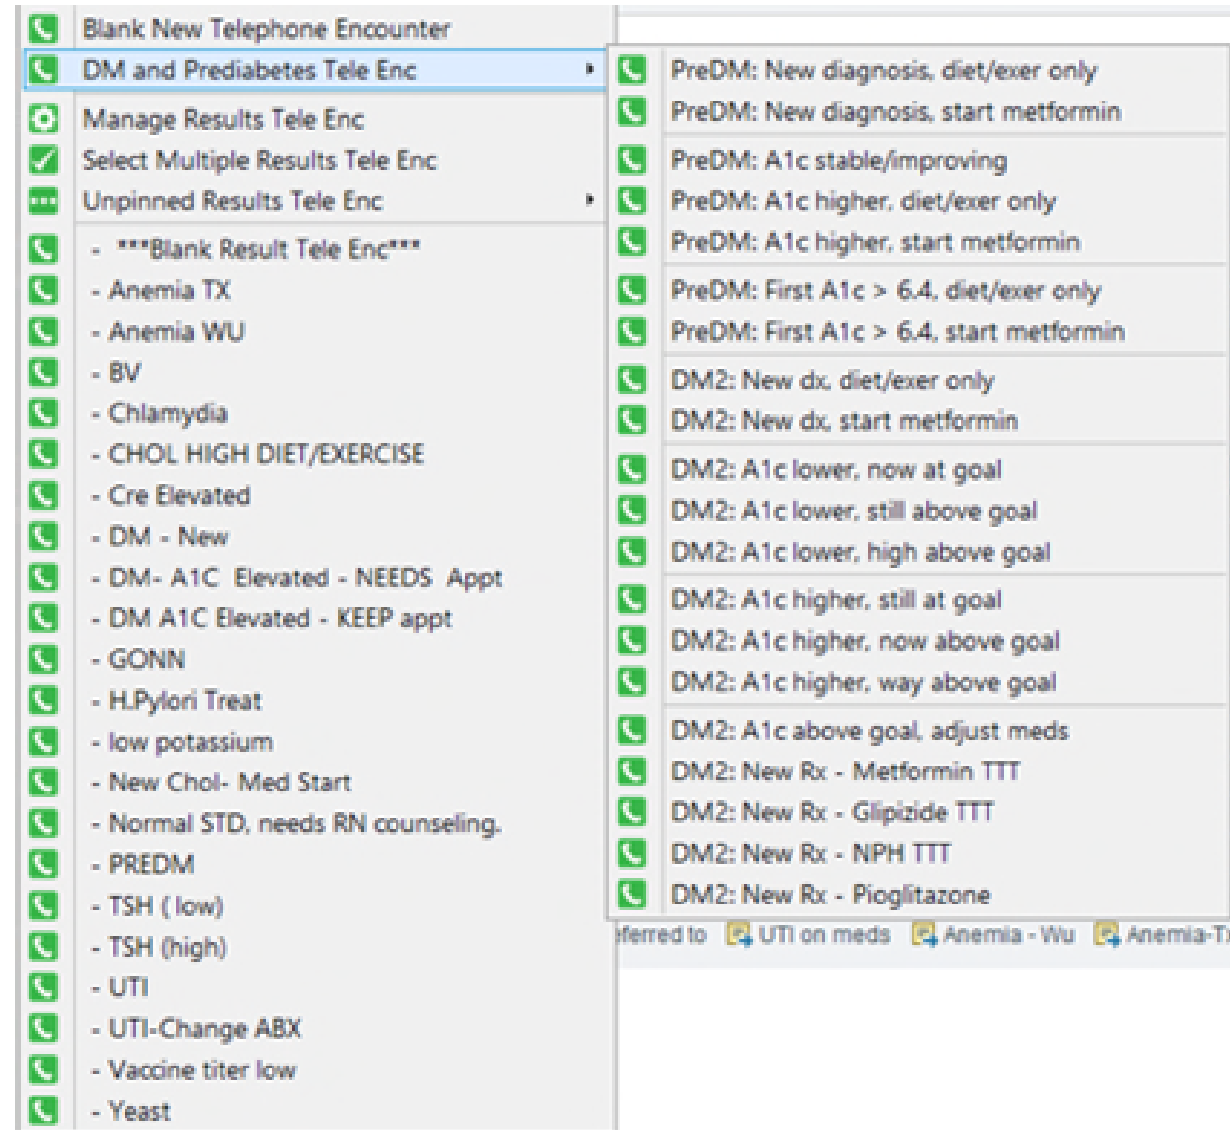 Blank New Telephone Encounter
DM and Prediabetes Tele Enc
Manage Results Tele Enc
Select Multiple Results Tele Enc
Unpinned Results Tele Enc
- ***Blank Result Tele Enc***
- Anemia TX
- Anemia WU
- BV
- Chlamydia
- CHOL HIGH DIET/EXERCISE
- Cre Elevated
- DM - New
- DM- A1C Elevated - NEEDS Appt
- DM A1C Elevated - KEEP appt
- GONN
- H.Pylori Treat
- low potassium
- New Chol- Med Start
- Normal STD, needs RN counseling.
- PREDM
- TSH ( low)
- TSH (high)
- UTI
- UTI-Change ABX
- Vaccine titer low
- Yeast
PreDM: New diagnosis, diet/exer only
PreDM: New diagnosis, start metformin
PreDM: A1c stable/improving
PreDM: A1c higher, diet/exer only
PreDM: A1c higher, start metformin
PreDM: First A1c > 6.4, diet/exer only
PreDM: First A1c > 6.4, start metformin
DM2: New dx, diet/exer only
DM2: New dx, start metformin
DM2: A1c lower, now at goal
DM2: A1c lower, still above goal
DM2: A1c lower, high above goal
DM2: A1c higher, still at goal
DM2: A1c higher, now above goal
DM2: A1c higher, way above goal
DM2: A1c above goal, adjust meds
DM2: New Rx - Metformin TTT
DM2: New Rx - Glipizide TTT
DM2: New Rx - NPH TTT
DM2: New Rx - Pioglitazone
eferred to UTI on meds Anemia - Wu Anemia-Tx